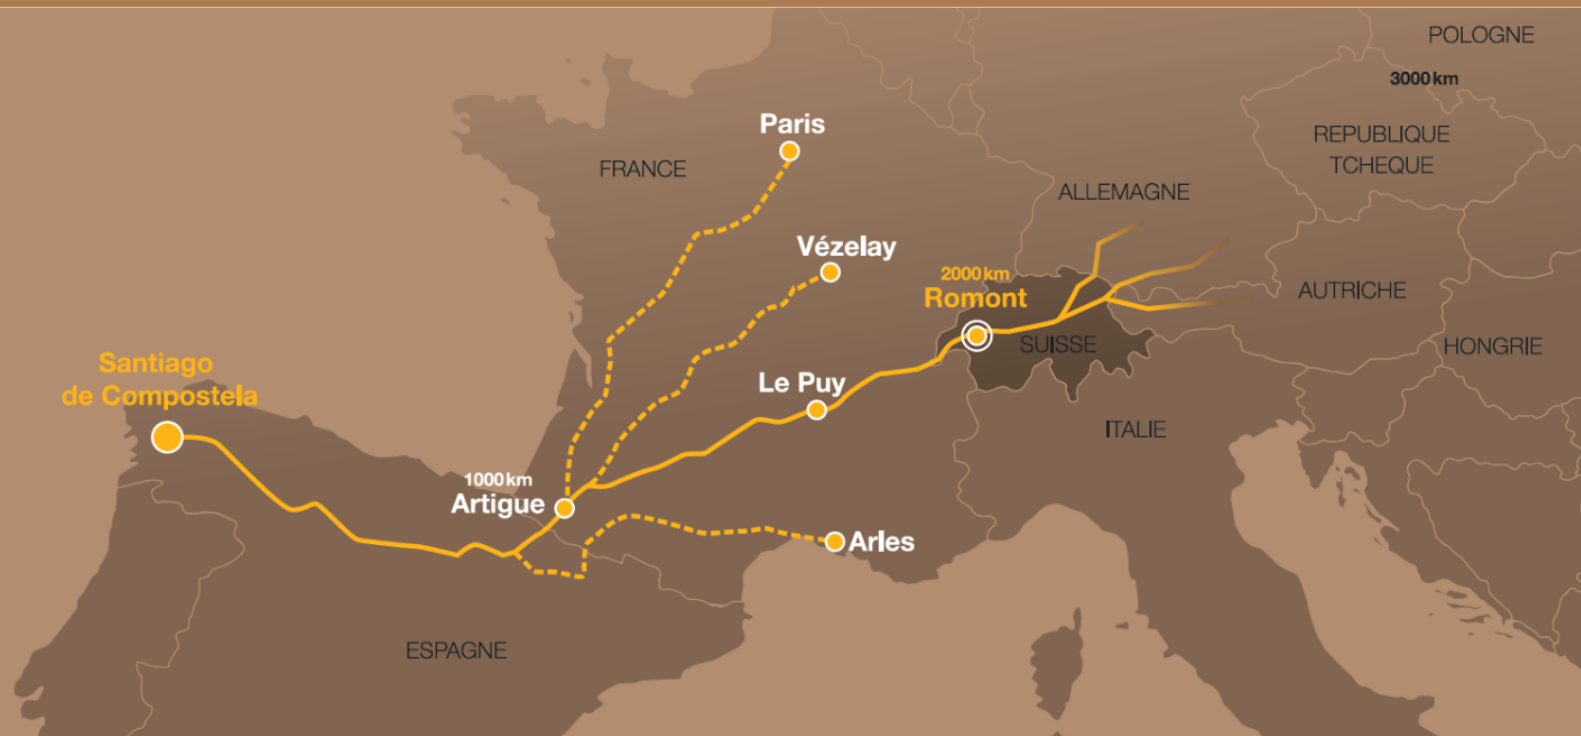 POLOGNE
3000 km
Paris
REPUBLIQUE
TCHEQUE
FRANCE
ALLEMAGNE
Vézelay
2000 km
Romont
AUTRICHE
SUISSE
HONGRIE
Santiago
de Compostela
Le Puy
ITALIE
1000 km
Artigue
Arles
ESPAGNE